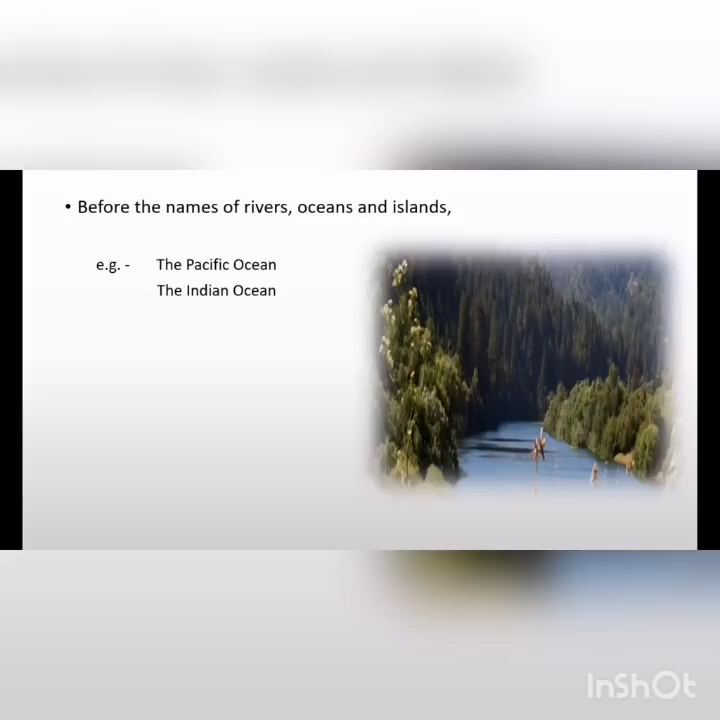 • Before the names of rivers, oceans and islands,
e.g. - The Pacific Ocean
The Indian Ocean
InShOt